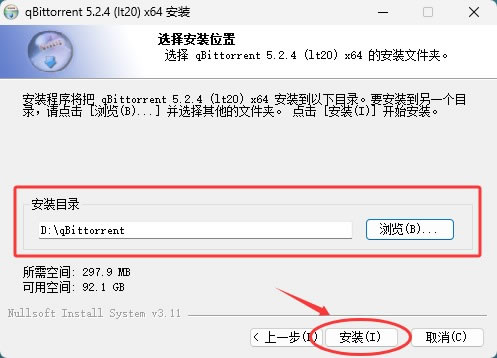 qBittorrent 5.2.4 (lt20) x64 安装
选择安装位置
选择 qBittorrent 5.2.4 (lt20) x64 的安装文件夹。
安装程序将把 qBittorrent 5.2.4 (lt20) x64 安装到以下目录。要安装到另一个目
录，请点击 [浏览(B)...] 并选择其他的文件夹。 点击 [安装(I)] 开始安装。
安装目录
D:\qBittorrent
浏览(B)...
所需空间: 297.9 MB
可用空间: 92.1 GB
Nullsoft Install System v3.11
< 上一步(P) 安装(I) 取消(C)